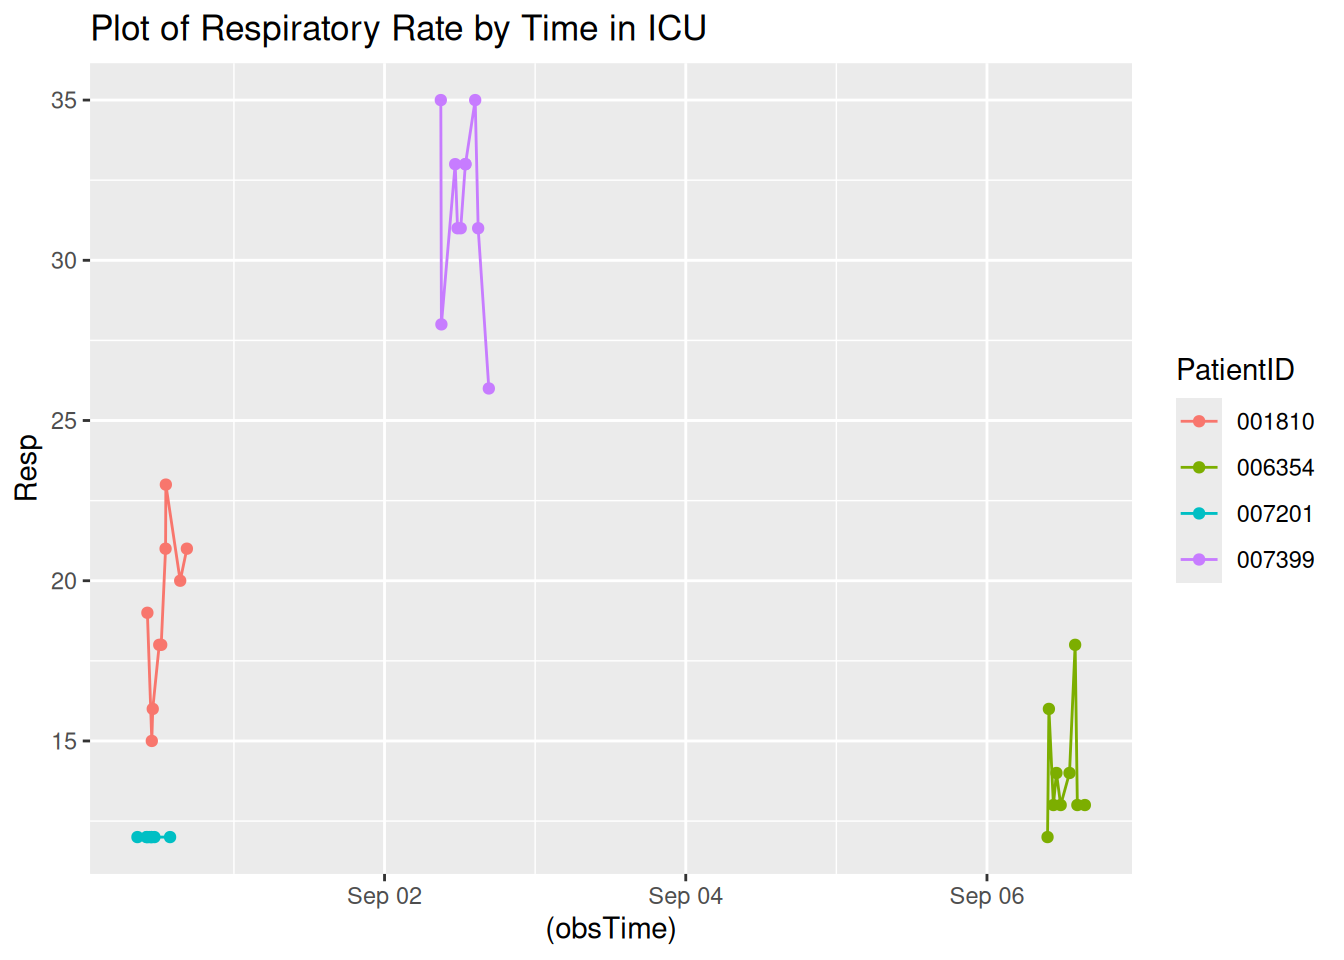 Plot of Respiratory Rate by Time in ICU
35
30
25
20
15
Resp
Sep 02
Sep 04
Sep 06
(obsTime)
PatientID
001810
006354
007201
007399